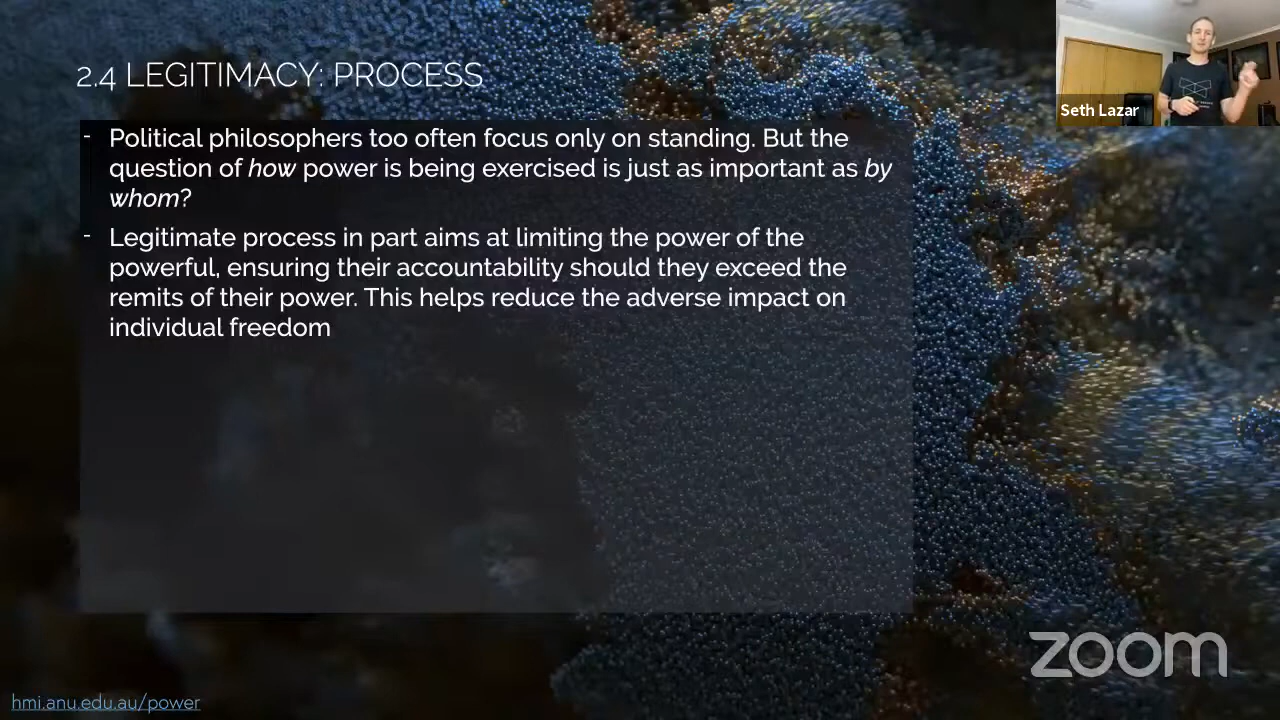 2.4 LEGITIMACY: PROCESS
Seth Lazar
- Political philosophers too often focus only on standing. But the
question of how power is being exercised is just as important as by
whom?
- Legitimate process in part aims at limiting the power of the
powerful, ensuring their accountability should they exceed the
remits of their power. This helps reduce the adverse impact on
individual freedom
zoom
hmi.anu.edu.au/power